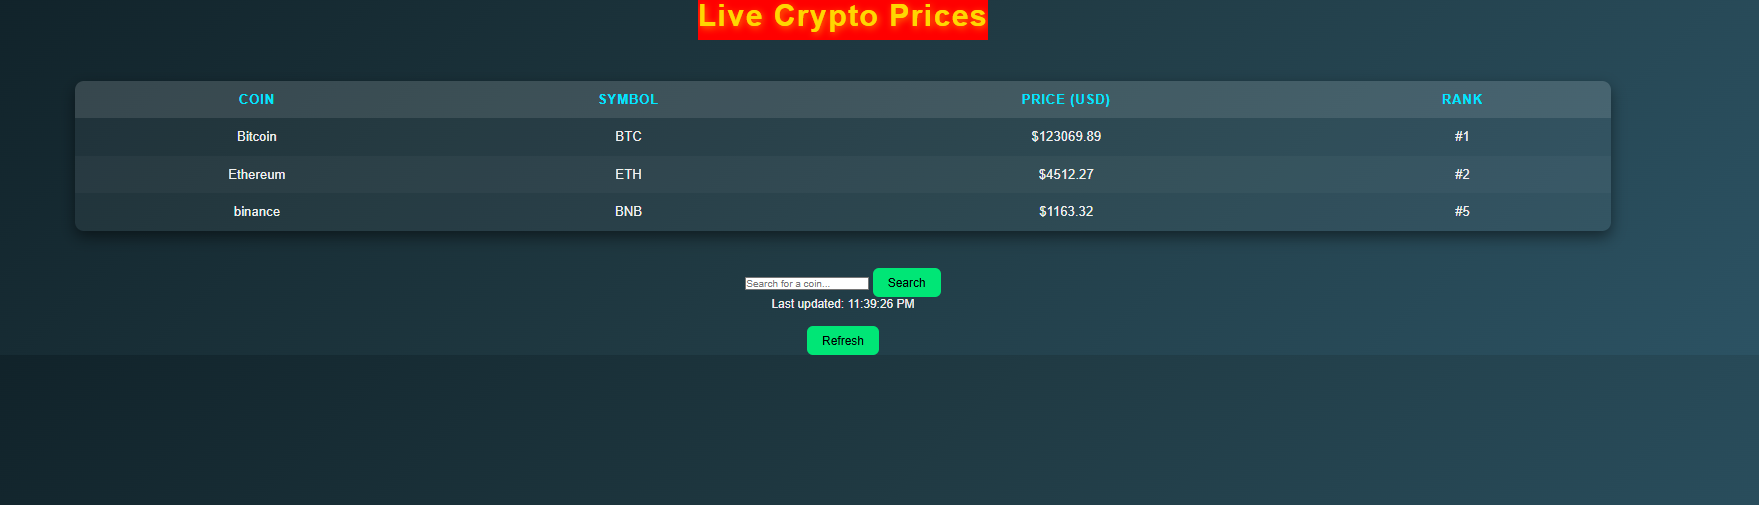 Live Crypto Prices
COIN SYMBOL PRICE (USD) RANK
Bitcoin BTC $123069.89 #1
Ethereum ETH $4512.27 #2
binance BNB $1163.32 #5
Search for a coin... Search
Last updated: 11:39:26 PM
Refresh